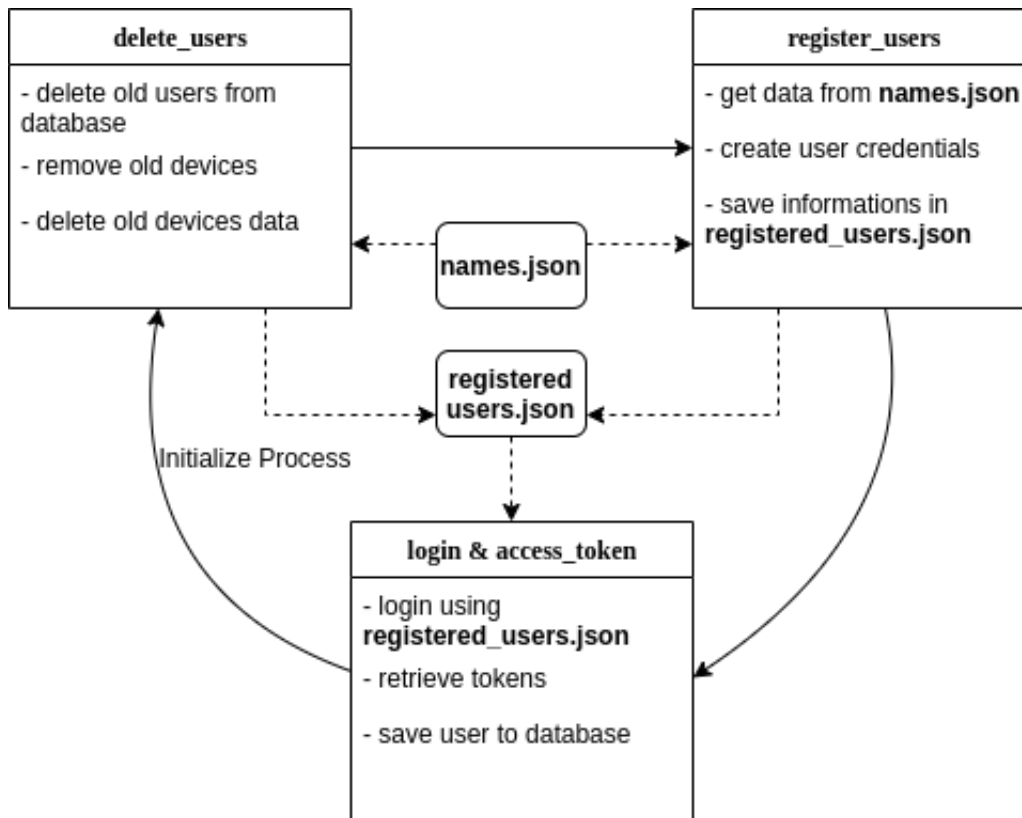 delete_users
- delete old users from
database
- remove old devices
- delete old devices data
register_users
- get data from names.json
- create user credentials
- save informations in
registered_users.json
names.json
registered
users.json
Initialize Process
login & access_token
- login using
registered_users.json
- retrieve tokens
- save user to database